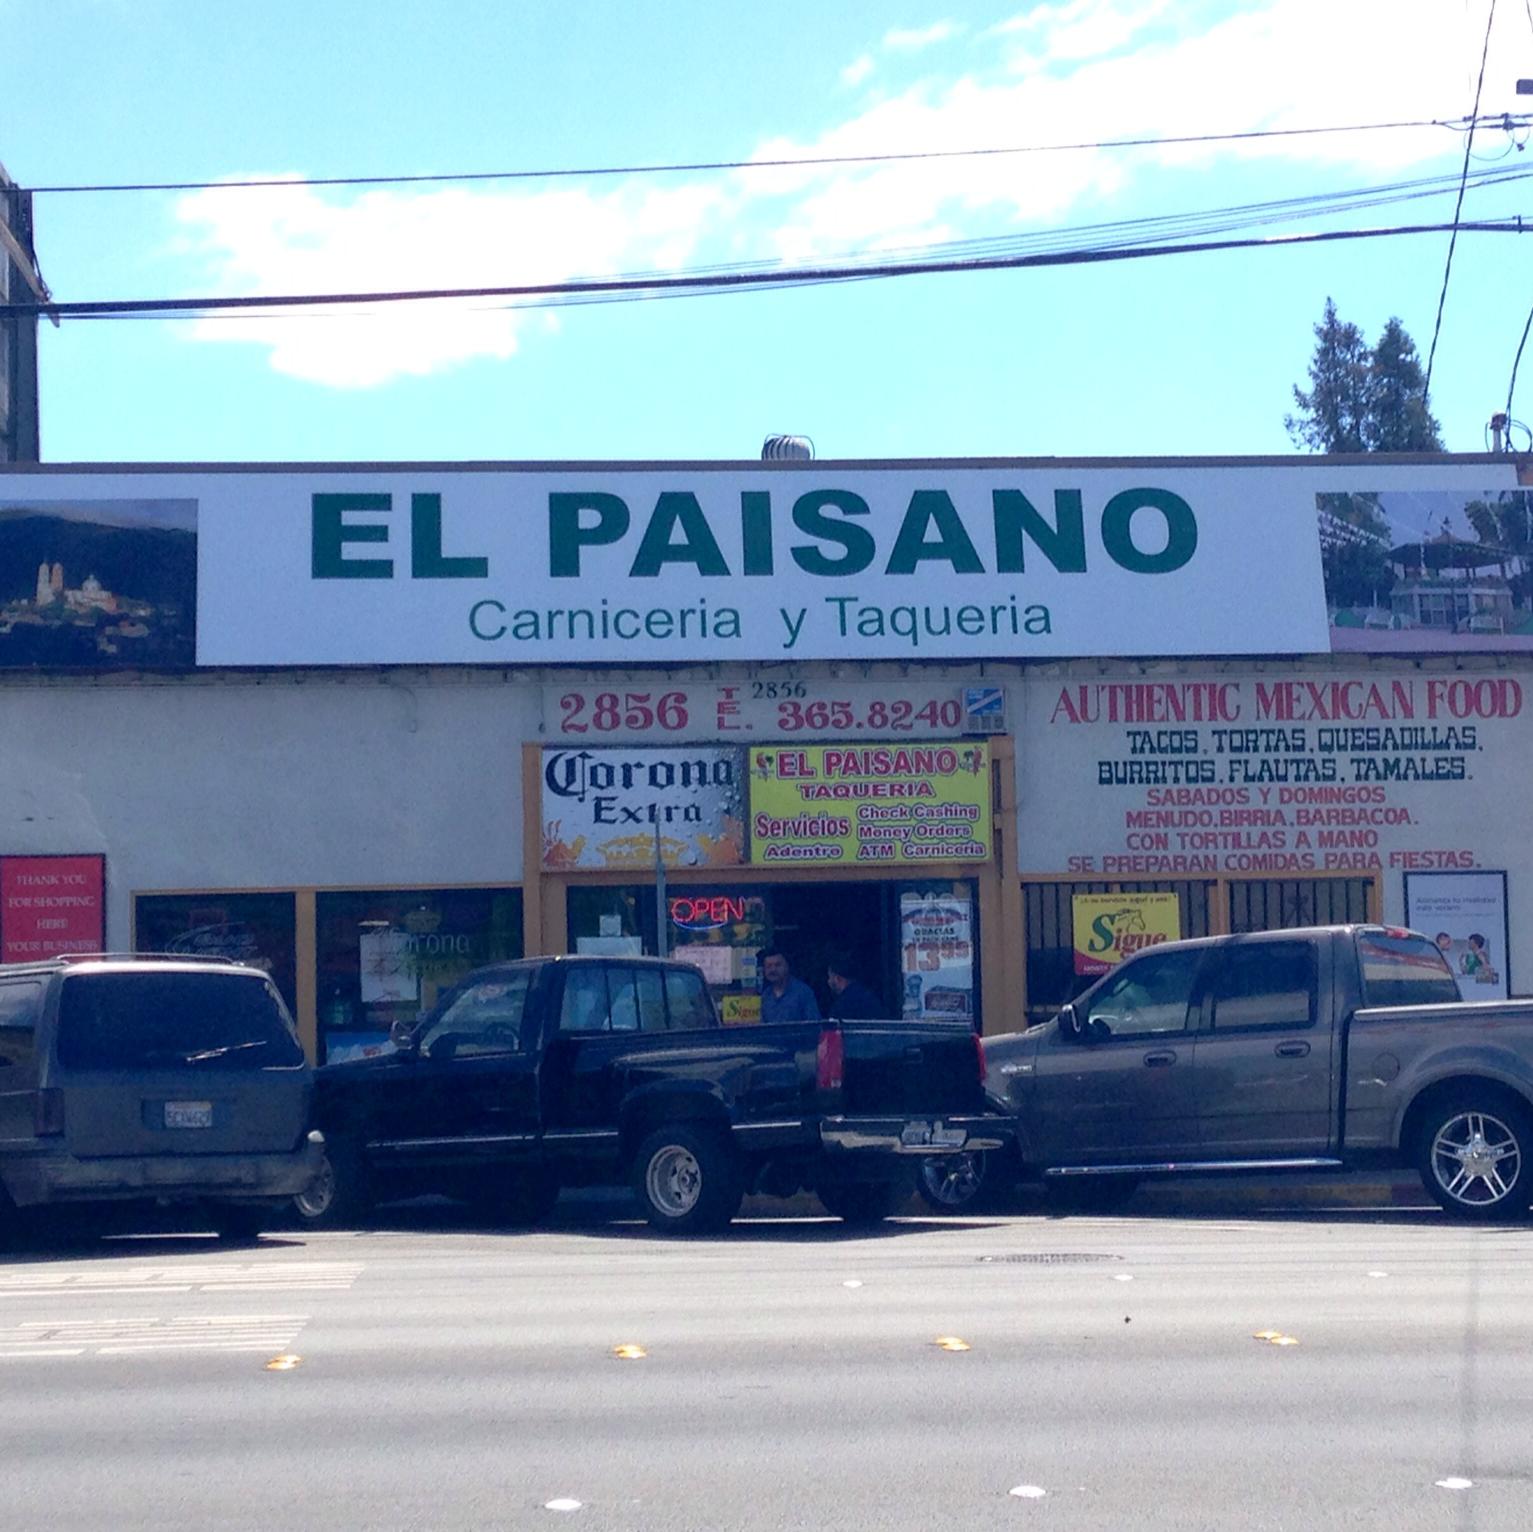 EL PAISANO
Carniceria y Taqueria
2856 TEL. 365.8240
2856
AUTHENTIC MEXICAN FOOD
TACOS, TORTAS, QUESADILLAS,
BURRITOS, FLAUTAS, TAMALES.
SABADOS Y DOMINGOS
MENUDO, BIRRIA, BARBACOA.
CON TORTILLAS A MANO
SE PREPARAN COMIDAS PARA FIESTAS.
Corona
Extra
EL PAISANO
TAQUERIA
Servicios
Adentro
Check Cashing
Money Orders
ATM Carniceria
THANK YOU
FOR SHOPPING
HERE
YOUR BUSINESS
Corona
OPEN
13
Sigue
Sigue